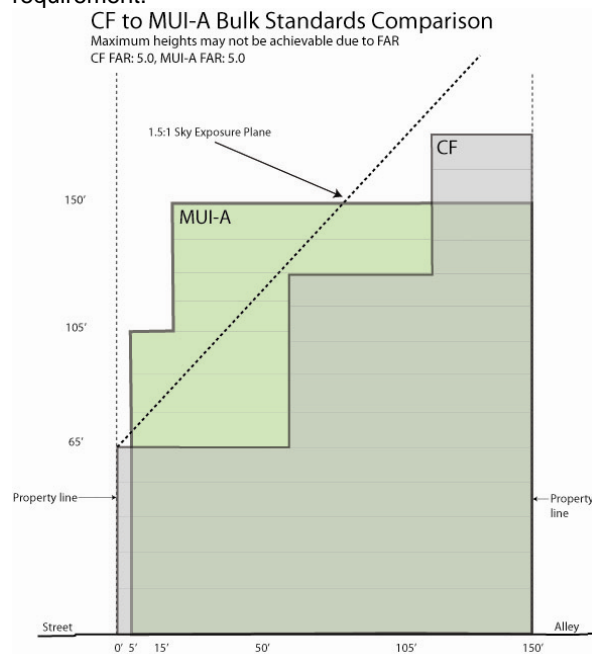 requirement.
CF to MUI-A Bulk Standards Comparison
Maximum heights may not be achievable due to FAR
CF FAR: 5.0, MUI-A FAR: 5.0
1.5:1 Sky Exposure Plane
CF
150'
MUI-A
105'
65'
Property line
Property
line
Street
Alley
0' 5' 15' 50' 105' 150'